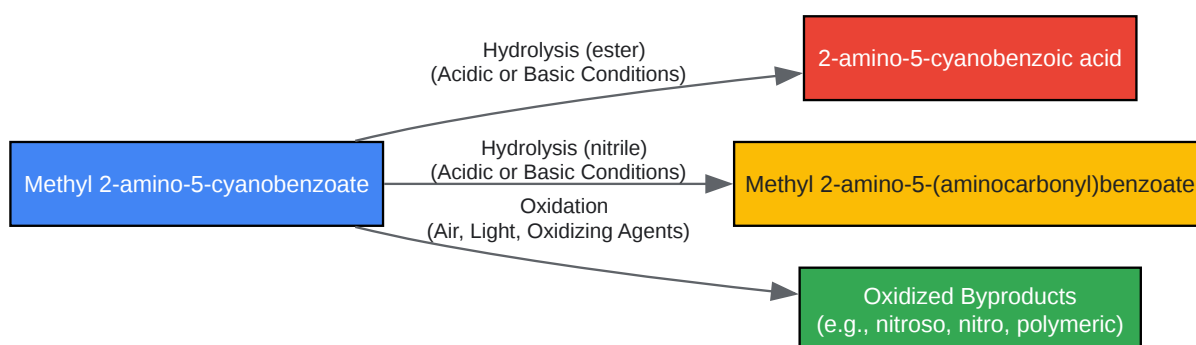 Hydrolysis (ester)
(Acidic or Basic Conditions)
2-amino-5-cyanobenzoic acid
Methyl 2-amino-5-cyanobenzoate
Hydrolysis (nitrile)
(Acidic or Basic Conditions)
Methyl 2-amino-5-(aminocarbonyl)benzoate
Oxidation
(Air, Light, Oxidizing Agents)
Oxidized Byproducts
(e.g., nitroso, nitro, polymeric)